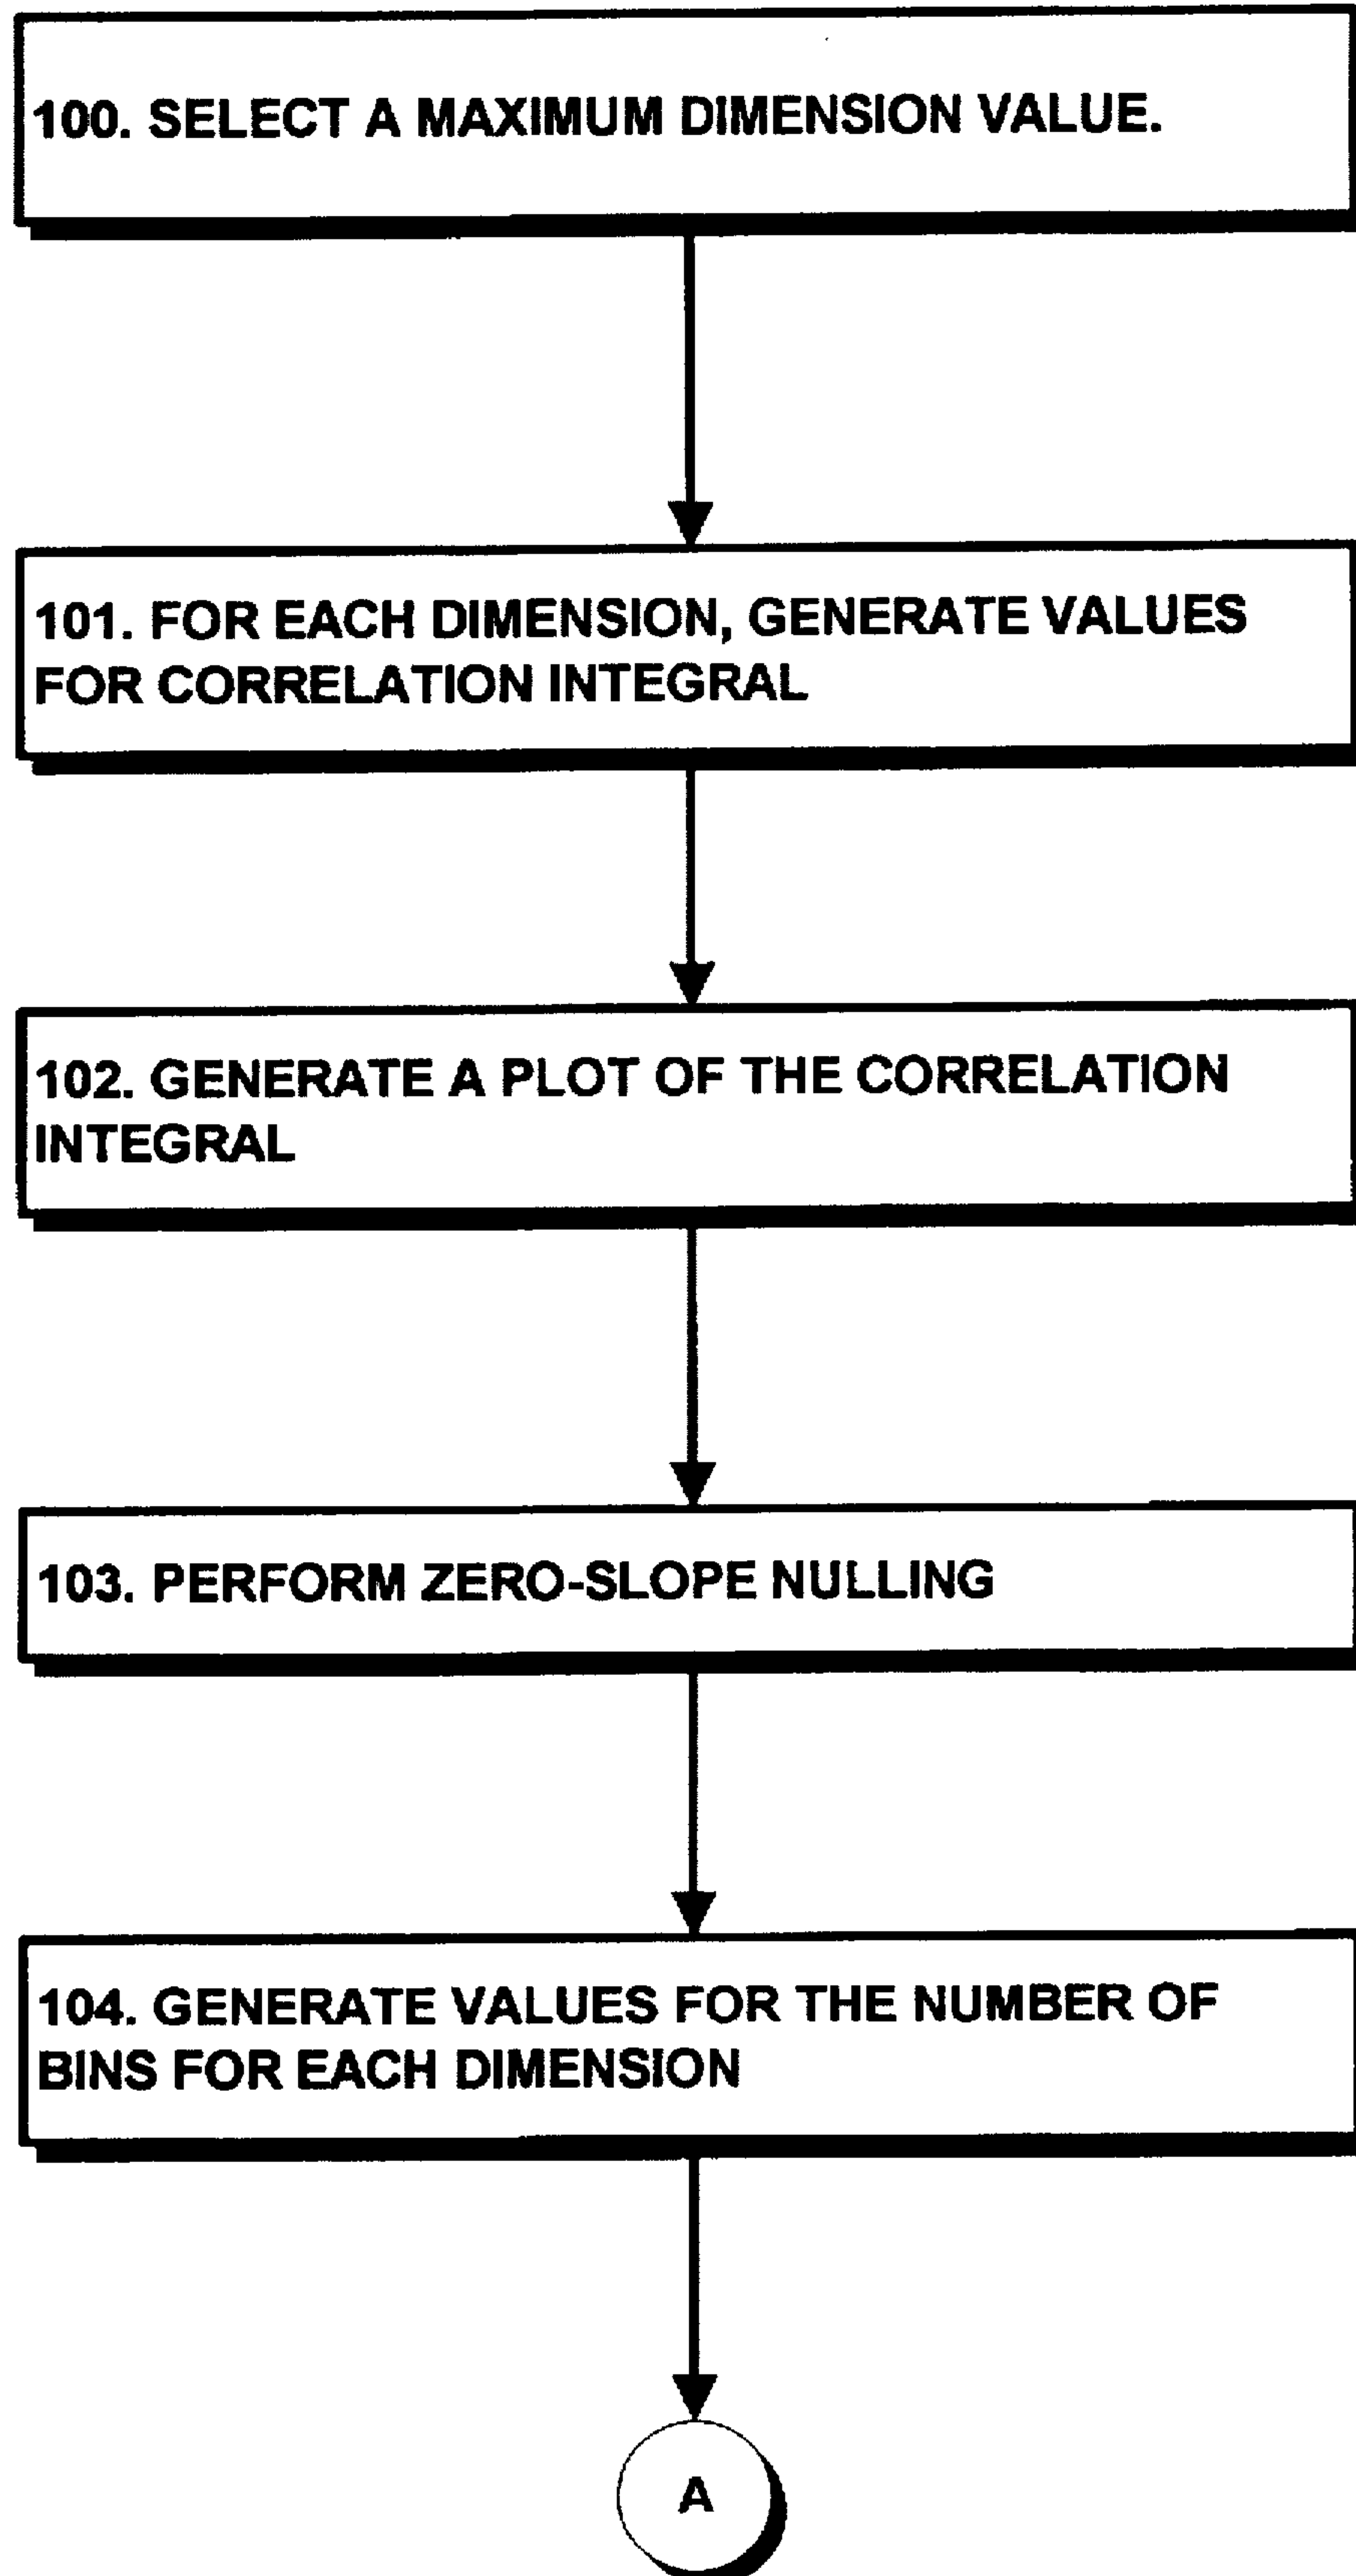 100. SELECT A MAXIMUM DIMENSION VALUE.
101. FOR EACH DIMENSION, GENERATE VALUES
FOR CORRELATION INTEGRAL
102. GENERATE A PLOT OF THE CORRELATION
INTEGRAL
103. PERFORM ZERO-SLOPE NULLING
104. GENERATE VALUES FOR THE NUMBER OF
BINS FOR EACH DIMENSION
A